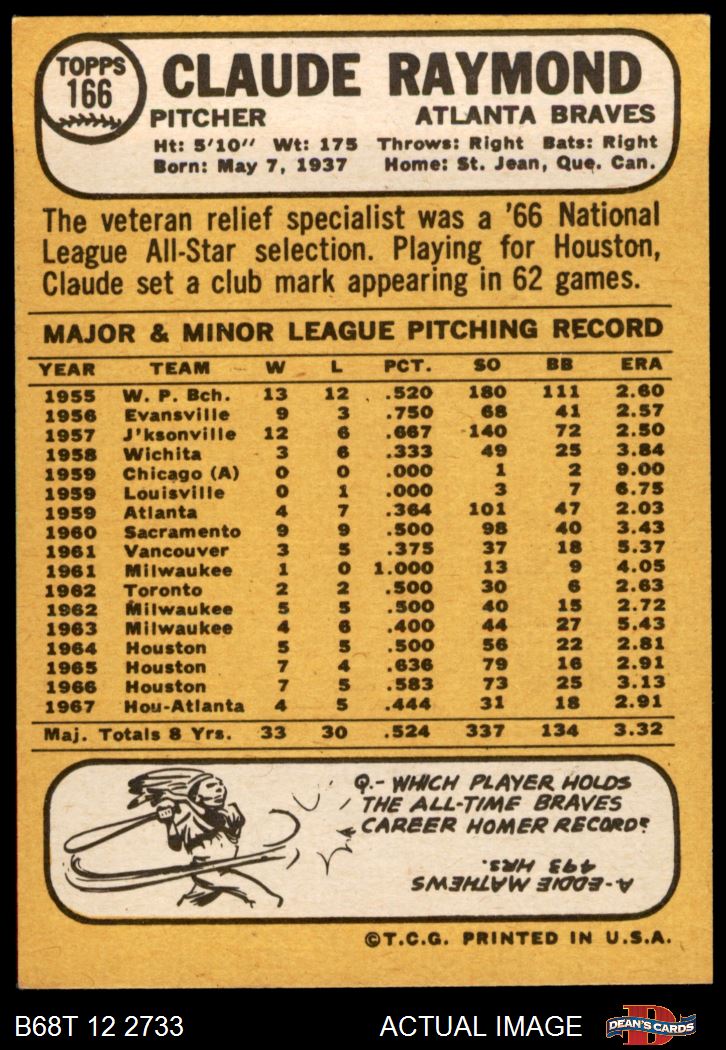 TOPPS
166
CLAUDE RAYMOND
PITCHER ATLANTA BRAVES
Ht: 5'10" Wt: 175 Throws: Right Bats: Right
Born: May 7, 1937 Home: St. Jean, Que. Can.
The veteran relief specialist was a '66 National
League All-Star selection. Playing for Houston,
Claude set a club mark appearing in 62 games.
MAJOR & MINOR LEAGUE PITCHING RECORD
YEAR TEAM W L PCT. SO BB ERA
1955 W. P. Bch. 13 12 .520 180 111 2.60
1956 Evansville 9 3 .750 68 41 2.57
1957 J'ksonville 12 6 .667 140 72 2.50
1958 Wichita 3 6 .333 49 25 3.84
1959 Chicago (A) 0 0 .000 1 2 9.00
1959 Louisville 0 1 .000 3 7 6.75
1959 Atlanta 4 7 .364 101 47 2.03
1960 Sacramento 9 9 .500 98 40 3.43
1961 Vancouver 3 5 .375 37 18 5.37
1961 Milwaukee 1 0 1.000 13 9 4.05
1962 Toronto 2 2 .500 30 6 2.63
1962 Milwaukee 5 5 .500 40 15 2.72
1963 Milwaukee 4 6 .400 44 27 5.43
1964 Houston 5 5 .500 56 22 2.81
1965 Houston 7 4 .636 79 16 2.91
1966 Houston 7 5 .583 73 25 3.13
1967 Hou-Atlanta 4 5 .444 31 18 2.91
Maj. Totals 8 Yrs. 33 30 .524 337 134 3.32
Q.- WHICH PLAYER HOLDS
THE ALL-TIME BRAVES
CAREER HOMER RECORD?
A-EDDIE MATHEWS
493 HRS.
©T.C.G. PRINTED IN U.S.A.
B68T 12 2733 ACTUAL IMAGE
D
DEAN'S CARDS